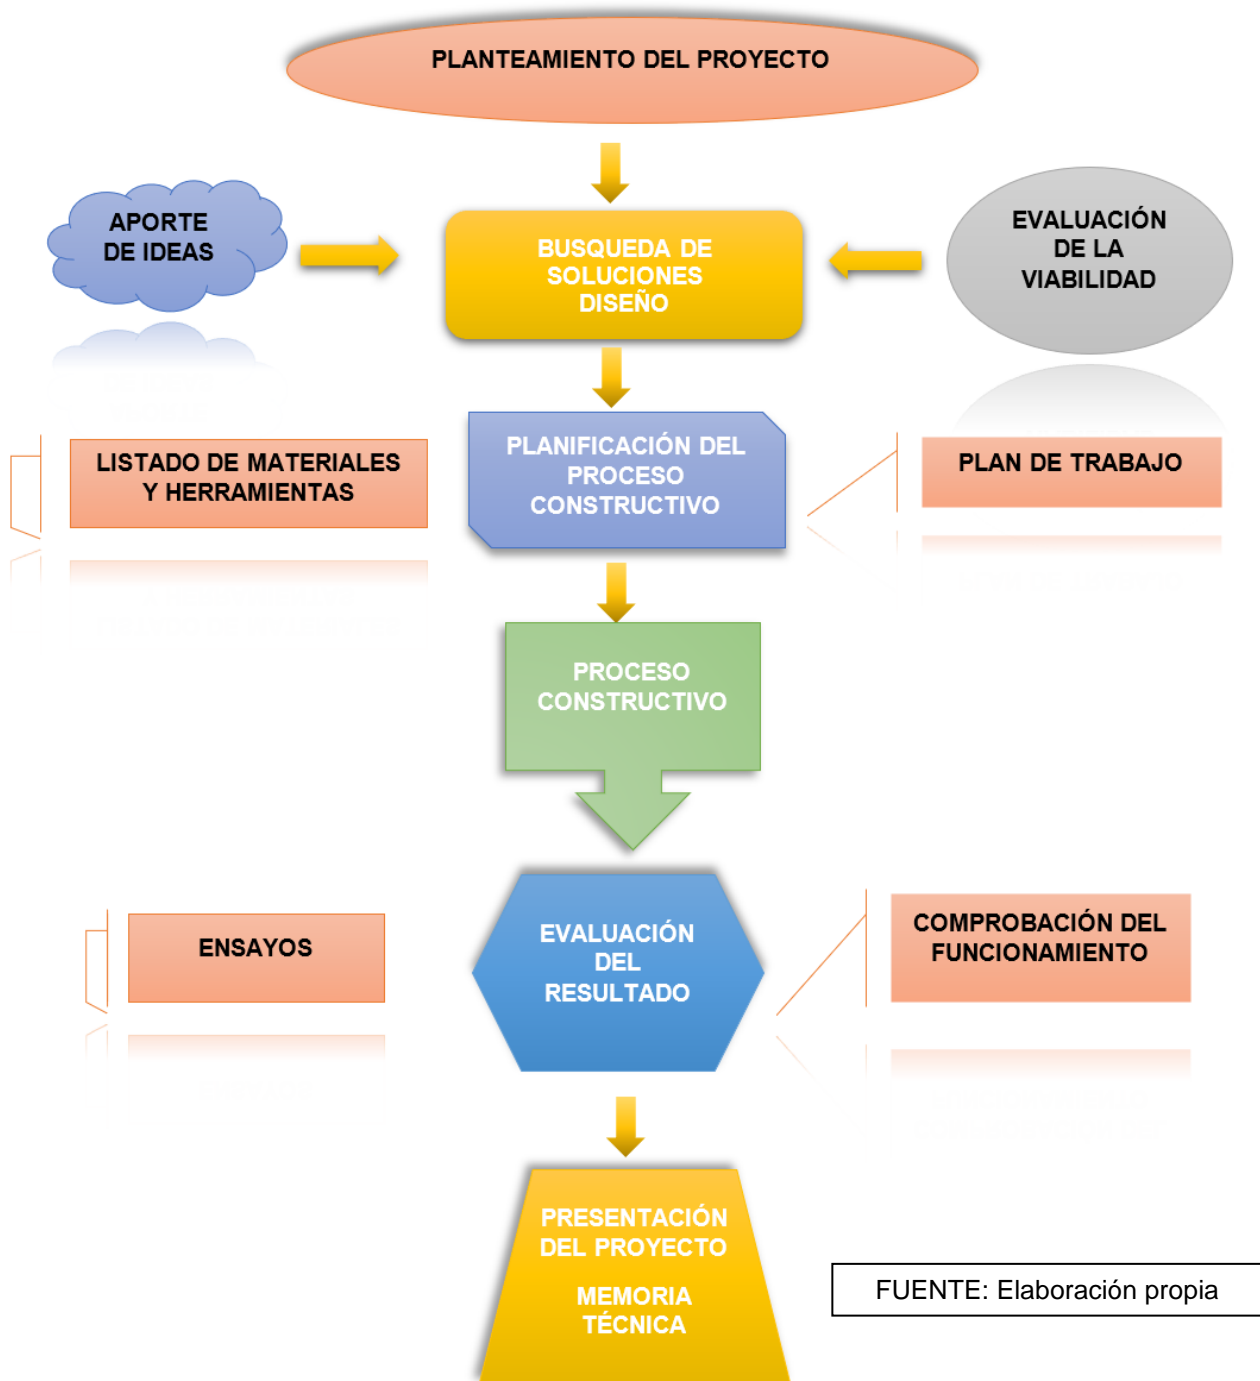 PLANTEAMIENTO DEL PROYECTO
APORTE
DE IDEAS
BUSQUEDA DE
SOLUCIONES
DISEÑO
EVALUACIÓN
DE LA
VIABILIDAD
LISTADO DE MATERIALES
Y HERRAMIENTAS
PLANIFICACIÓN DEL
PROCESO
CONSTRUCTIVO
PLAN DE TRABAJO
PROCESO
CONSTRUCTIVO
ENSAYOS
EVALUACIÓN
DEL
RESULTADO
COMPROBACIÓN DEL
FUNCIONAMIENTO
PRESENTACIÓN
DEL PROYECTO
MEMORIA
TÉCNICA
FUENTE: Elaboración propia